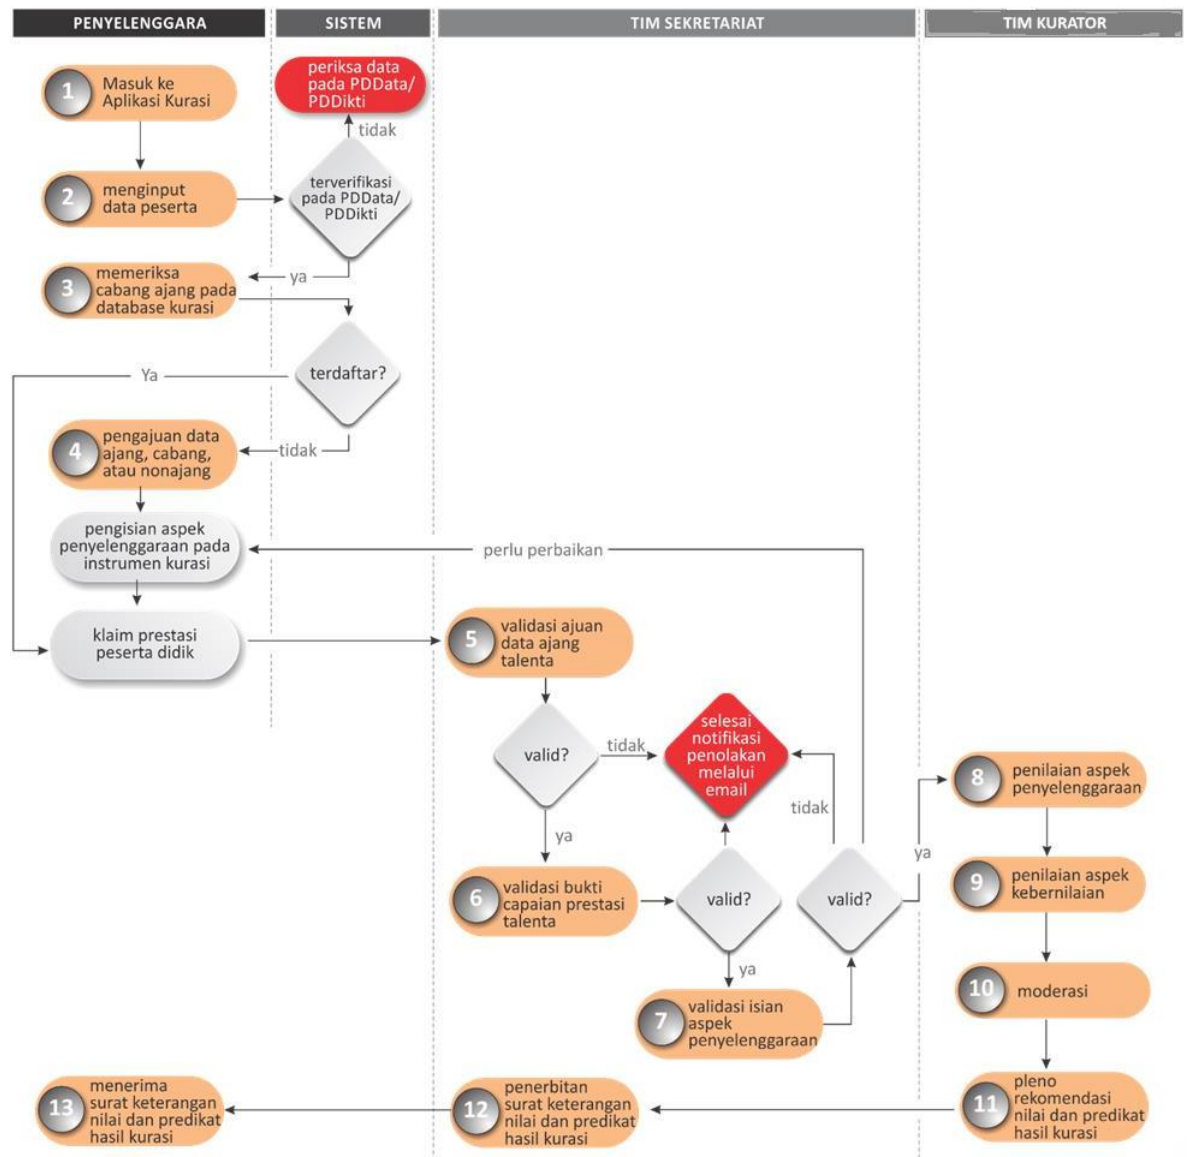 PENYELENGGARA
SISTEM
TIM SEKRETARIAT
TIM KURATOR
1
Masuk ke
Aplikasi Kurasi
periksa data
pada PDData/
PDDikti
tidak
2
menginput
data peserta
terverifikasi
pada PDData/
PDDikti
ya
3
memeriksa
cabang ajang pada
database kurasi
terdaftar?
Ya
tidak
4
pengajuan data
ajang, cabang,
atau nonajang
pengisian aspek
penyelenggaraan pada
instrumen kurasi
perlu perbaikan
klaim prestasi
peserta didik
5
validasi ajuan
data ajang
talenta
valid?
tidak
selesai
notifikasi
penolakan
melalui
email
tidak
ya
6
validasi bukti
capaian prestasi
talenta
valid?
valid?
ya
ya
7
validasi isian
aspek
penyelenggaraan
8
penilaian aspek
penyelenggaraan
9
penilaian aspek
kebernilaian
10
moderasi
11
pleno
rekomendasi
nilai dan predikat
hasil kurasi
12
penerbitan
surat keterangan
nilai dan predikat
hasil kurasi
13
menerima
surat keterangan
nilai dan predikat
hasil kurasi